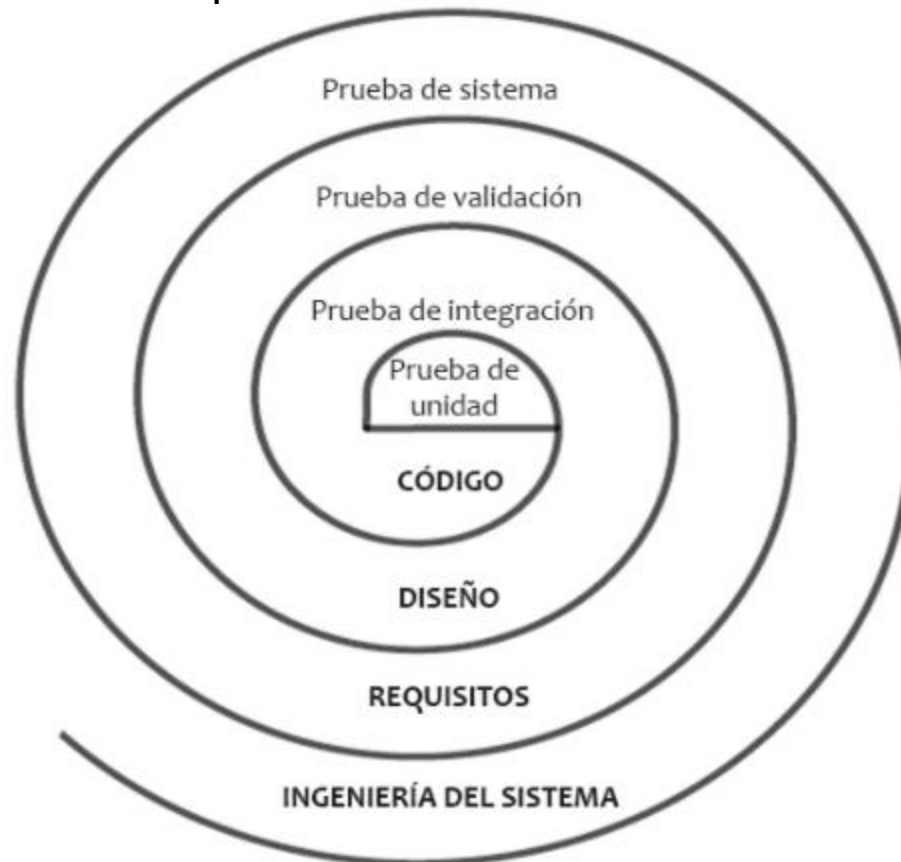 Prueba de sistema
Prueba de validación
Prueba de integración
Prueba de
unidad
CÓDIGO
DISEÑO
REQUISITOS
INGENIERÍA DEL SISTEMA